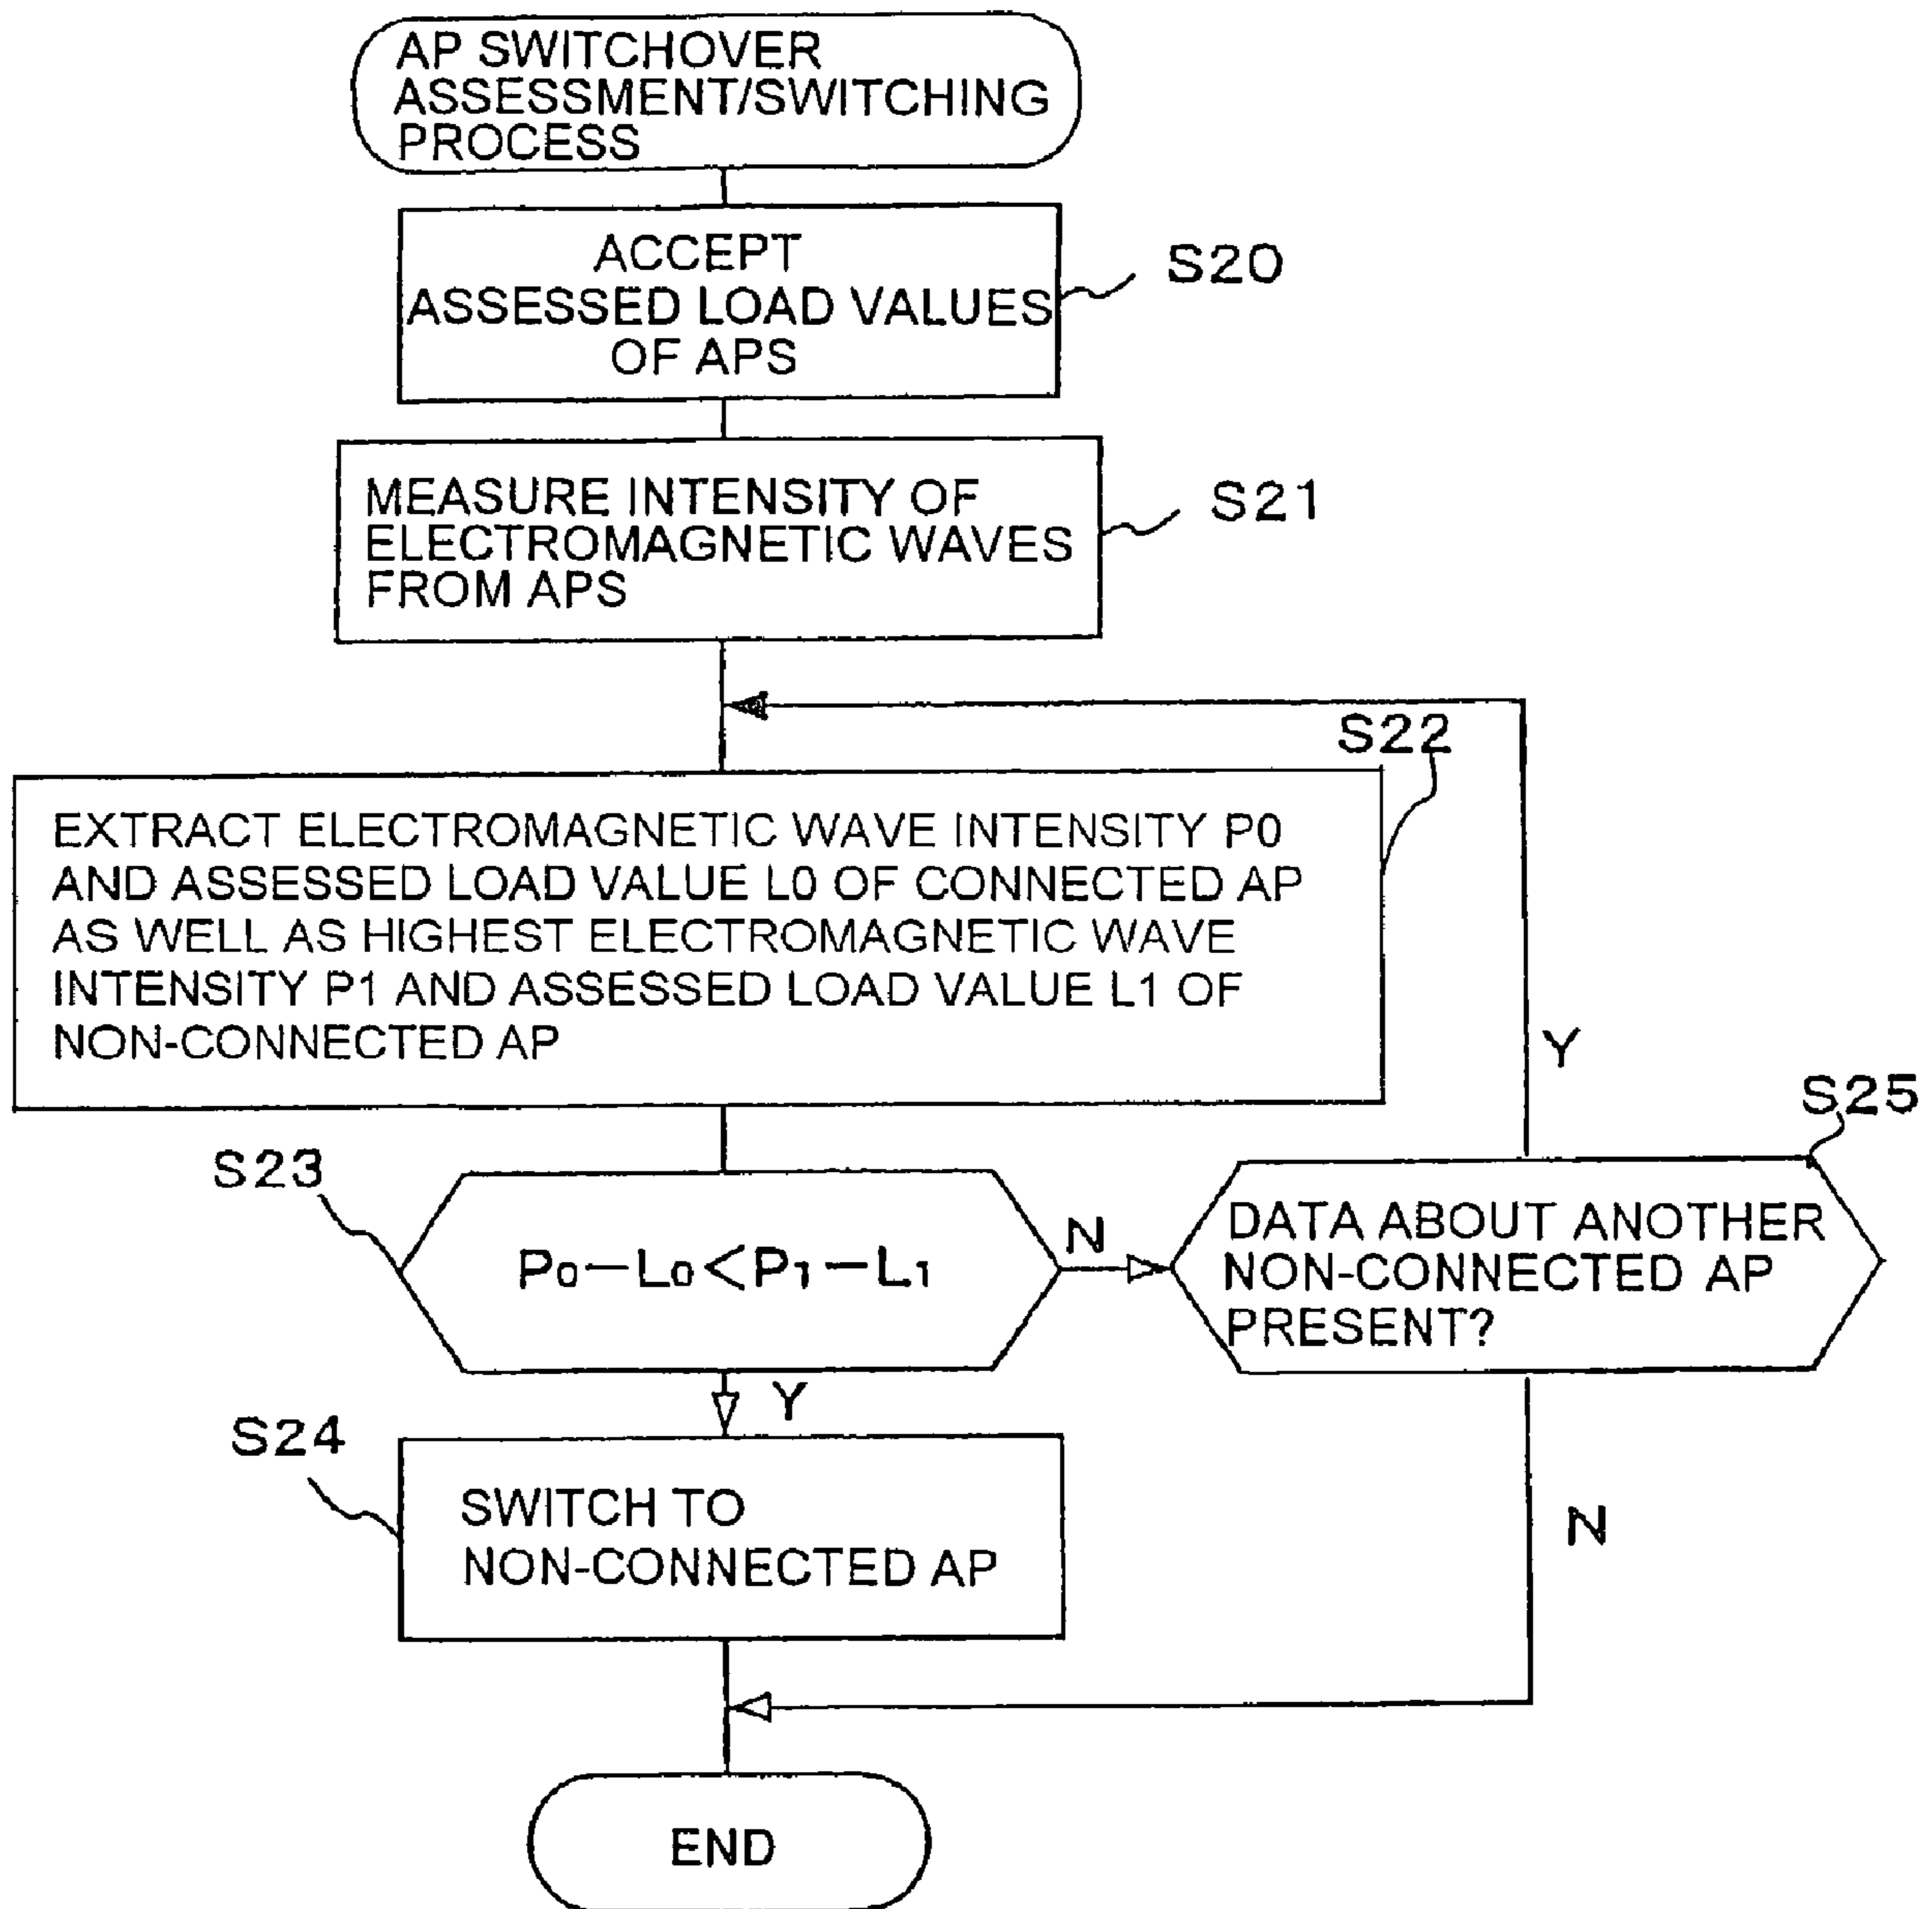 AP SWITCHOVER
ASSESSMENT/SWITCHING
PROCESS
ACCEPT
ASSESSED LOAD VALUES
OF APS
S20
MEASURE INTENSITY OF
ELECTROMAGNETIC WAVES
FROM APS
S21
S22
EXTRACT ELECTROMAGNETIC WAVE INTENSITY P0
AND ASSESSED LOAD VALUE L0 OF CONNECTED AP
AS WELL AS HIGHEST ELECTROMAGNETIC WAVE
INTENSITY P1 AND ASSESSED LOAD VALUE L1 OF
NON-CONNECTED AP
Y
S25
S23
P₀−L₀<P₁−L₁
N
DATA ABOUT ANOTHER
NON-CONNECTED AP
PRESENT?
Y
S24
SWITCH TO
NON-CONNECTED AP
N
END